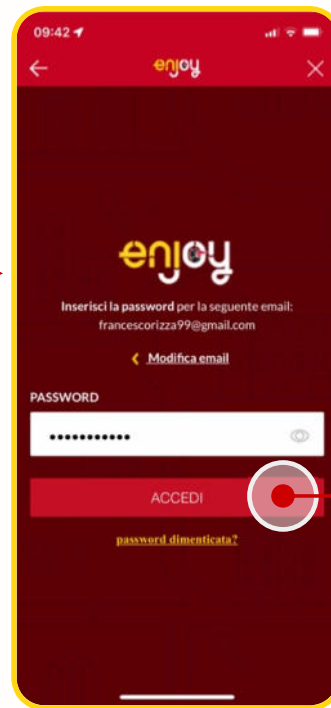 09:42
enjoy
enjoy
Inserisci la password per la seguente email:
francescorizza99@gmail.com
Modifica email
PASSWORD
•••••••••••
ACCEDI
password dimenticata?